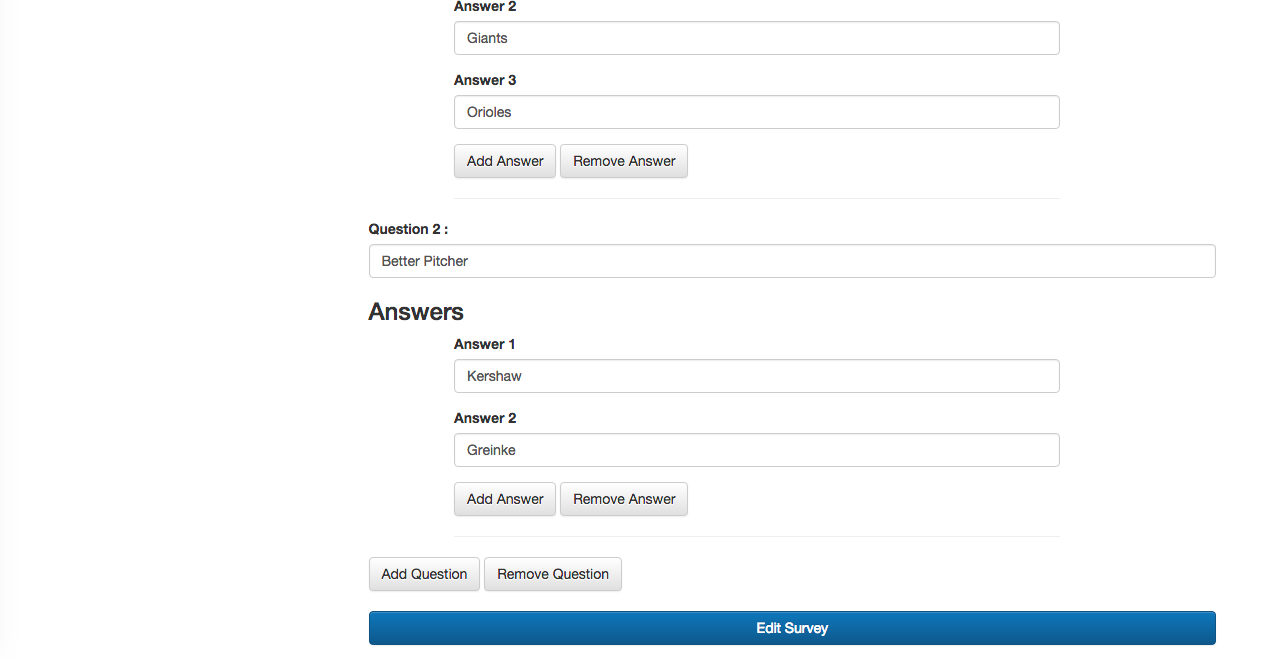 Answer 2
Giants
Answer 3
Orioles
Add Answer Remove Answer
Question 2 :
Better Pitcher
Answers
Answer 1
Kershaw
Answer 2
Greinke
Add Answer Remove Answer
Add Question Remove Question
Edit Survey